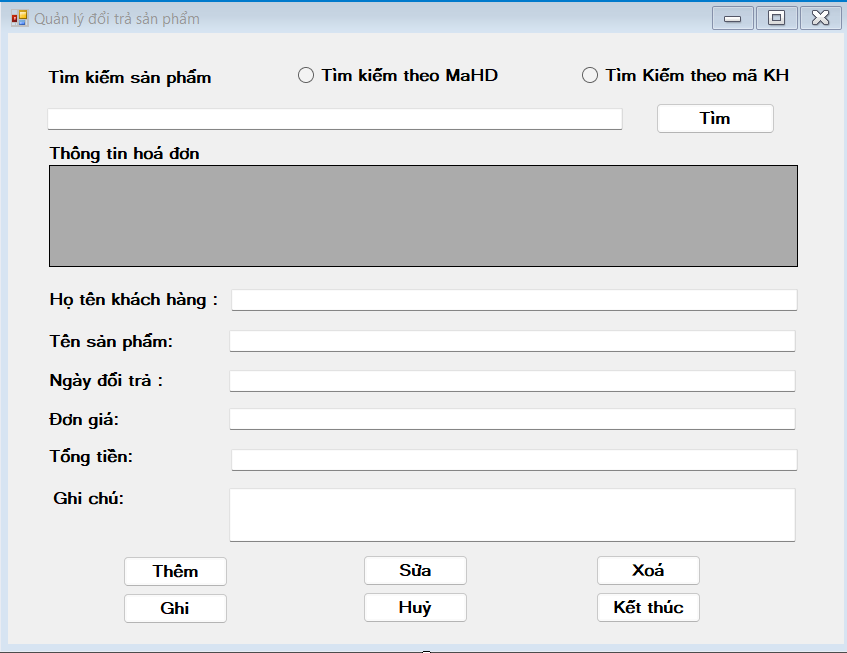 Quản lý đổi trả sản phẩm
Tìm kiếm sản phẩm
Tìm kiếm theo MaHD
Tìm Kiếm theo mã KH
Tìm
Thông tin hoá đơn
Họ tên khách hàng :
Tên sản phẩm:
Ngày đổi trả :
Đơn giá:
Tổng tiền:
Ghi chú:
Thêm
Sửa
Xoá
Ghi
Huỷ
Kết thúc